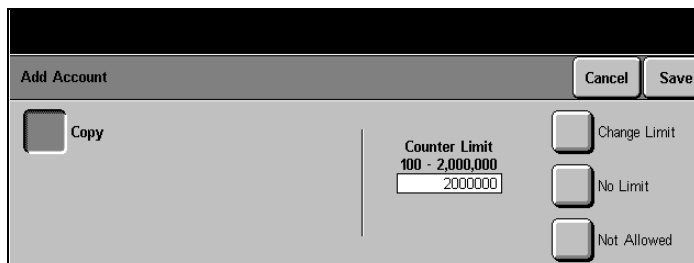 Add Account
Cancel
Save
Copy
Counter Limit
100 - 2,000,000
2000000
Change Limit
No Limit
Not Allowed